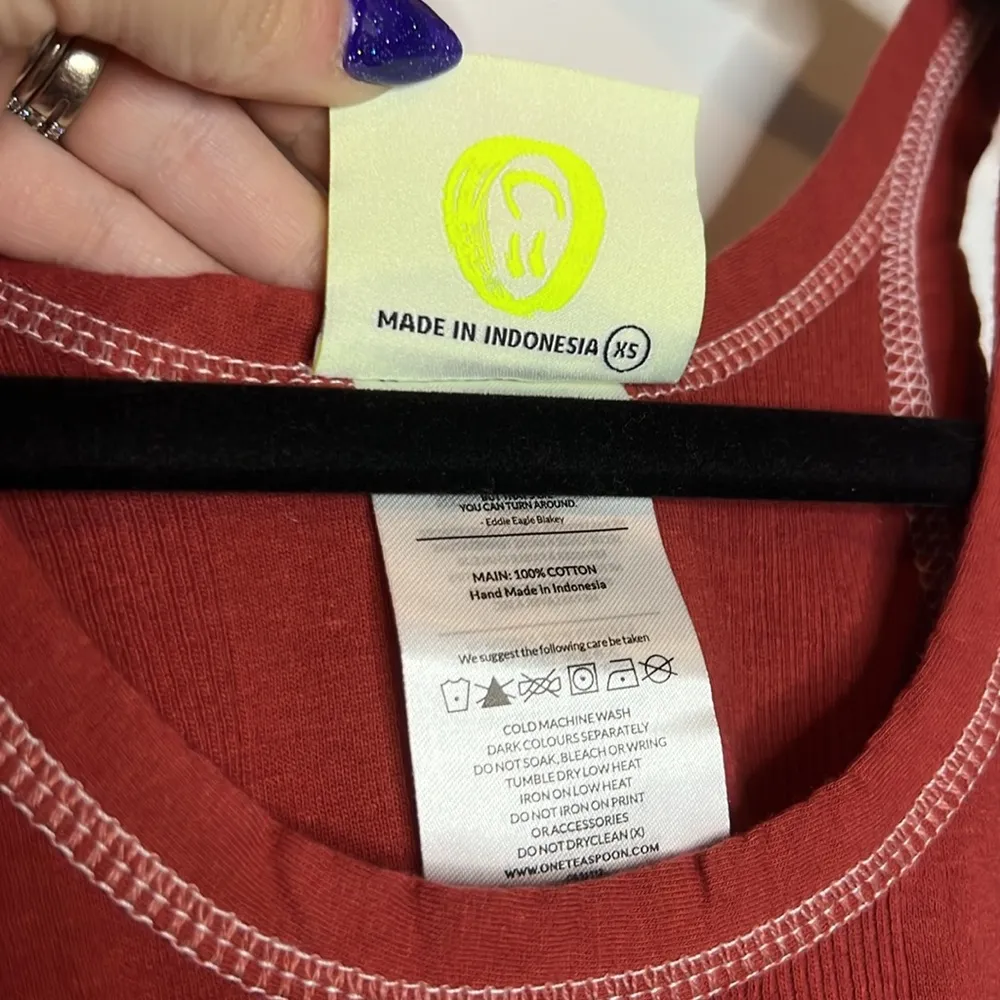 MADE IN INDONESIA XS
YOU CAN TURN AROUND.
- Eddie Eagle Blakey
MAIN: 100% COTTON
Hand Made In Indonesia
We suggest the following care be taken
COLD MACHINE WASH
DARK COLOURS SEPARATELY
DO NOT SOAK, BLEACH OR WRING
TUMBLE DRY LOW HEAT
IRON ON LOW HEAT
DO NOT IRON ON PRINT
OR ACCESSORIES
DO NOT DRYCLEAN (X)
WWW.ONETEASPOON.COM